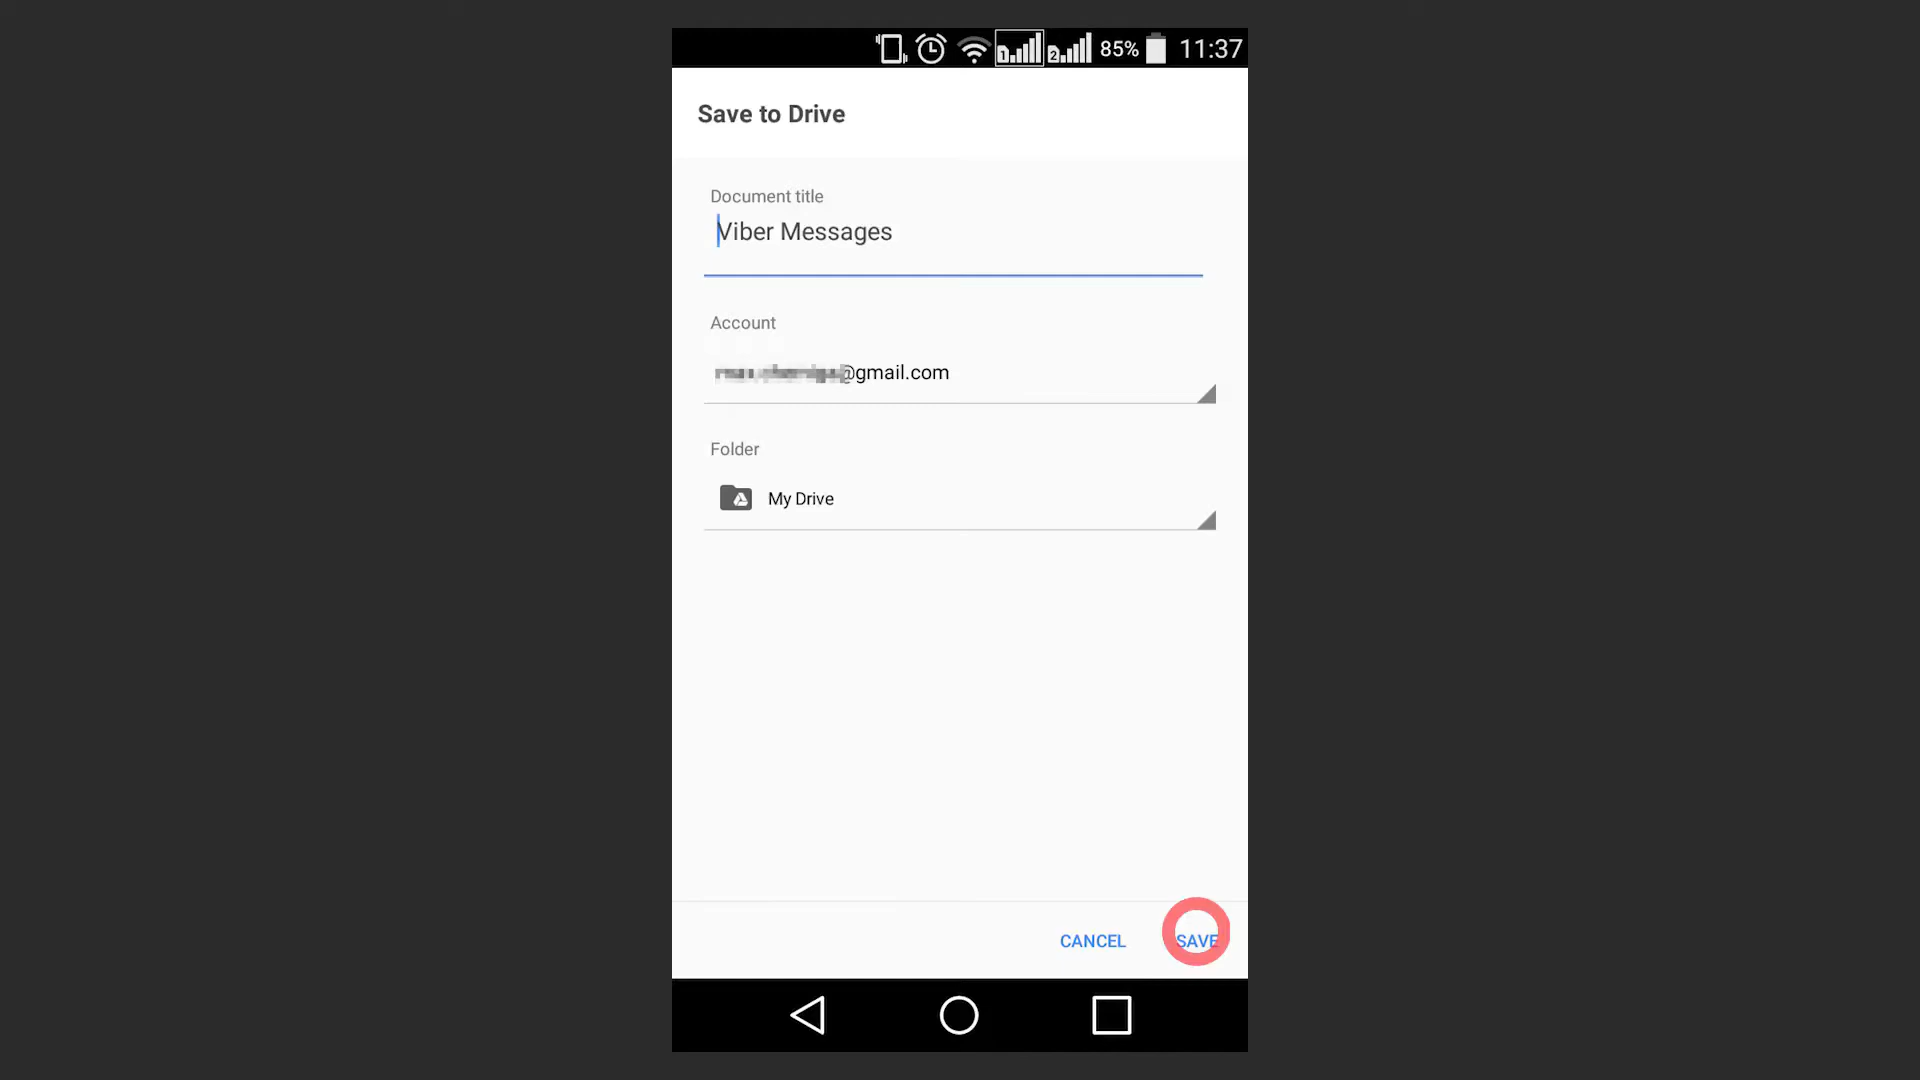 85% 11:37
Save to Drive
Document title
Viber Messages
Account
@gmail.com
Folder
My Drive
CANCEL SAVE